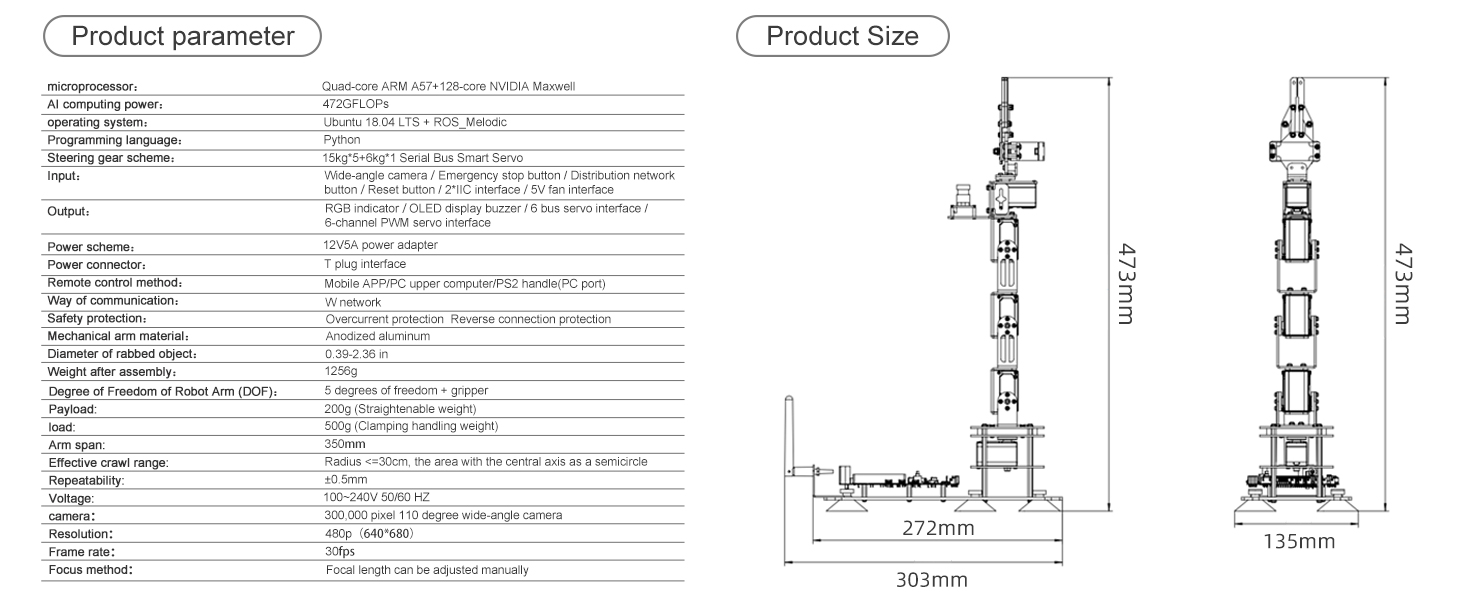 Product parameter
microprocessor: Quad-core ARM A57+128-core NVIDIA Maxwell
AI computing power: 472GFLOPs
operating system: Ubuntu 18.04 LTS + ROS_Melodic
Programming language: Python
Steering gear scheme: 15kg*5+6kg*1 Serial Bus Smart Servo
Input: Wide-angle camera / Emergency stop button / Distribution network
button / Reset button / 2*IIC interface / 5V fan interface
Output: RGB indicator / OLED display buzzer / 6 bus servo interface /
6-channel PWM servo interface
Power scheme: 12V5A power adapter
Power connector: T plug interface
Remote control method: Mobile APP/PC upper computer/PS2 handle(PC port)
Way of communication: W network
Safety protection: Overcurrent protection Reverse connection protection
Mechanical arm material: Anodized aluminum
Diameter of rabbed object: 0.39-2.36 in
Weight after assembly: 1256g
Degree of Freedom of Robot Arm (DOF): 5 degrees of freedom + gripper
Payload: 200g (Straightenable weight)
load: 500g (Clamping handling weight)
Arm span: 350mm
Effective crawl range: Radius <=30cm, the area with the central axis as a semicircle
Repeatability: ±0.5mm
Voltage: 100~240V 50/60 HZ
camera: 300,000 pixel 110 degree wide-angle camera
Resolution: 480p（640*680）
Frame rate: 30fps
Focus method: Focal length can be adjusted manually
Product Size
473mm
272mm
303mm
473mm
135mm